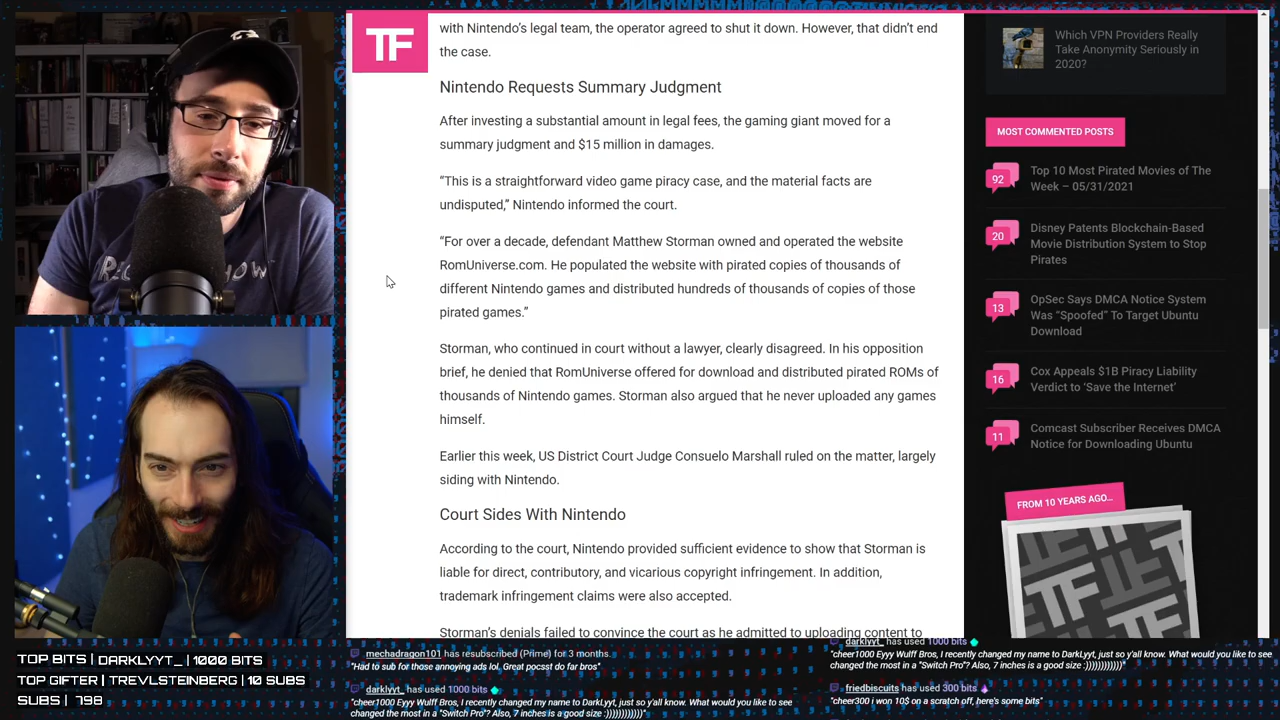 TF
with Nintendo's legal team, the operator agreed to shut it down. However, that didn't end
the case.
Nintendo Requests Summary Judgment
After investing a substantial amount in legal fees, the gaming giant moved for a
summary judgment and $15 million in damages.
“This is a straightforward video game piracy case, and the material facts are
undisputed,” Nintendo informed the court.
“For over a decade, defendant Matthew Storman owned and operated the website
RomUniverse.com. He populated the website with pirated copies of thousands of
different Nintendo games and distributed hundreds of thousands of copies of those
pirated games.”
Storman, who continued in court without a lawyer, clearly disagreed. In his opposition
brief, he denied that RomUniverse offered for download and distributed pirated ROMs of
thousands of Nintendo games. Storman also argued that he never uploaded any games
himself.
Earlier this week, US District Court Judge Consuelo Marshall ruled on the matter, largely
siding with Nintendo.
Court Sides With Nintendo
According to the court, Nintendo provided sufficient evidence to show that Storman is
liable for direct, contributory, and vicarious copyright infringement. In addition,
trademark infringement claims were also accepted.
Storman's denials failed to convince the court as he admitted to uploading content to
Which VPN Providers Really
Take Anonymity Seriously in
2020?
MOST COMMENTED POSTS
92
Top 10 Most Pirated Movies of The
Week – 05/31/2021
20
Disney Patents Blockchain-Based
Movie Distribution System to Stop
Pirates
13
OpSec Says DMCA Notice System
Was “Spoofed” To Target Ubuntu
Download
16
Cox Appeals $1B Piracy Liability
Verdict to ‘Save the Internet’
11
Comcast Subscriber Receives DMCA
Notice for Downloading Ubuntu
FROM 10 YEARS AGO…
TOP BITS | DARKLYYT_ | 1000 BITS
TOP GIFTER | TREVLSTEINBERG | 10 SUBS
SUBS | 798
mechadragon101 has resubscribed (Prime) for 3 months.
"Had to sub for those annoying ads lol. Great pocsst do far bros"
darklyyt_ has used 1000 bits
"cheer1000 Eyyy Wulff Bros, I recently changed my name to DarkLyyt, just so y'all know. What would you like to see
changed the most in a "Switch Pro"? Also, 7 inches is a good size :))))))))))))"
darklyyt_ has used 1000 bits
"cheer1000 Eyyy Wulff Bros, I recently changed my name to DarkLyyt, just so y'all know. What would you like to see
changed the most in a "Switch Pro"? Also, 7 inches is a good size :))))))))))))"
friedbiscuits has used 300 bits
"cheer300 i won 10$ on a scratch off, here's some bits"